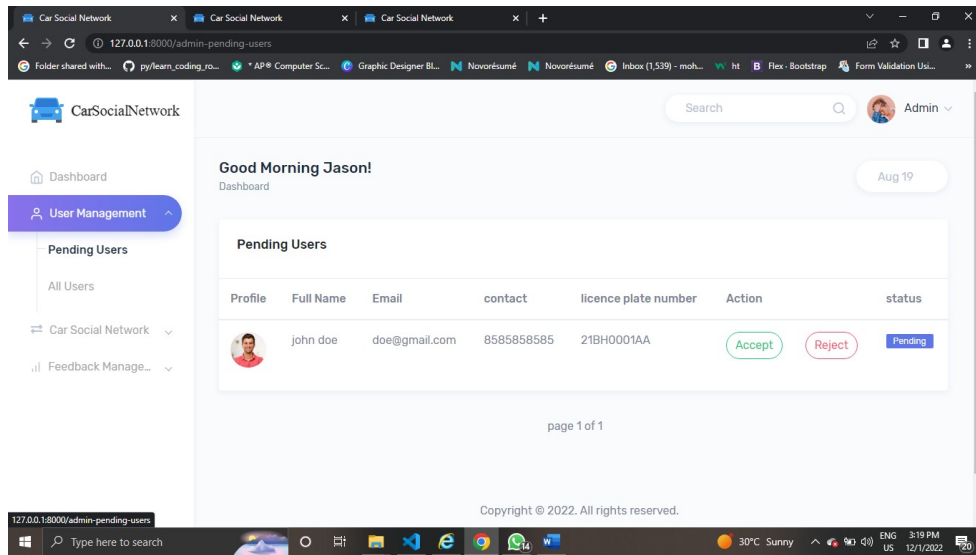 Car Social Network
Car Social Network
Car Social Network
127.0.0.1:8000/admin-pending-users
Folder shared with... py/learn_coding_ro... * AP® Computer Sc... Graphic Designer Bl... Novorésumé Novorésumé Inbox (1,539) - moh... ht Flex · Bootstrap Form Validation Usi... »
CarSocialNetwork
Search
Admin
Good Morning Jason!
Dashboard
Aug 19
Dashboard
User Management
Pending Users
All Users
Car Social Network
Feedback Manage...
Pending Users
Profile Full Name Email contact licence plate number Action status
john doe doe@gmail.com 8585858585 21BH0001AA Accept Reject Pending
page 1 of 1
Copyright © 2022. All rights reserved.
127.0.0.1:8000/admin-pending-users
Type here to search
14
30°C Sunny
ENG
US
3:19 PM
12/1/2022
20